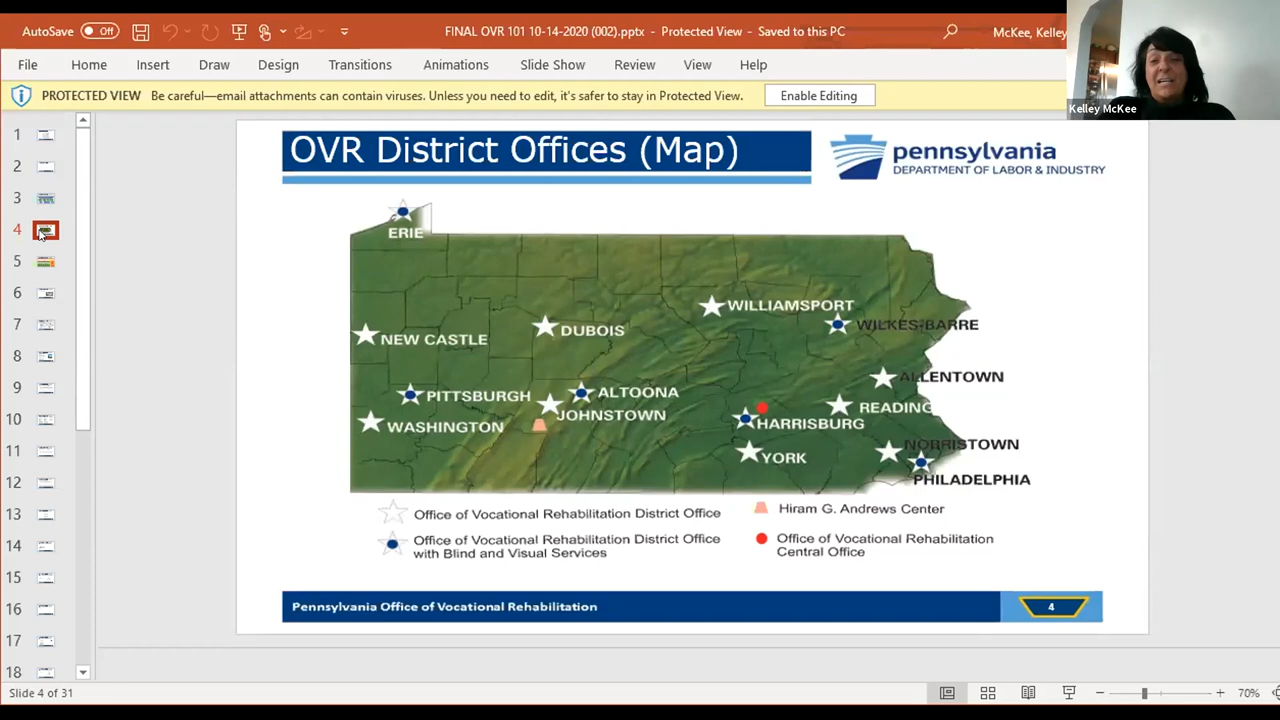 AutoSave Off
FINAL OVR 101 10-14-2020 (002).pptx - Protected View - Saved to this PC
McKee, Kelley
File Home Insert Draw Design Transitions Animations Slide Show Review View Help
PROTECTED VIEW Be careful—email attachments can contain viruses. Unless you need to edit, it's safer to stay in Protected View. Enable Editing
Kelley McKee
1
2
3
4
5
6
7
8
9
10
11
12
13
14
15
16
17
18
OVR District Offices (Map)
pennsylvania
DEPARTMENT OF LABOR & INDUSTRY
ERIE
WILLIAMSPORT
WILKES-BARRE
DUBOIS
NEW CASTLE
ALLENTOWN
PITTSBURGH
ALTOONA
READING
JOHNSTOWN
HARRISBURG
WASHINGTON
NORRISTOWN
YORK
PHILADELPHIA
Office of Vocational Rehabilitation District Office
Office of Vocational Rehabilitation District Office
with Blind and Visual Services
Hiram G. Andrews Center
Office of Vocational Rehabilitation
Central Office
Pennsylvania Office of Vocational Rehabilitation
4
Slide 4 of 31
70%